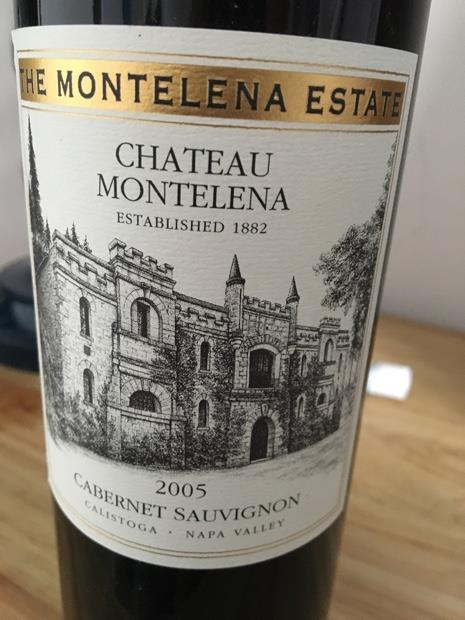 THE MONTELENA ESTATE
CHATEAU
MONTELENA
ESTABLISHED 1882
2005
CABERNET SAUVIGNON
CALISTOGA · NAPA VALLEY